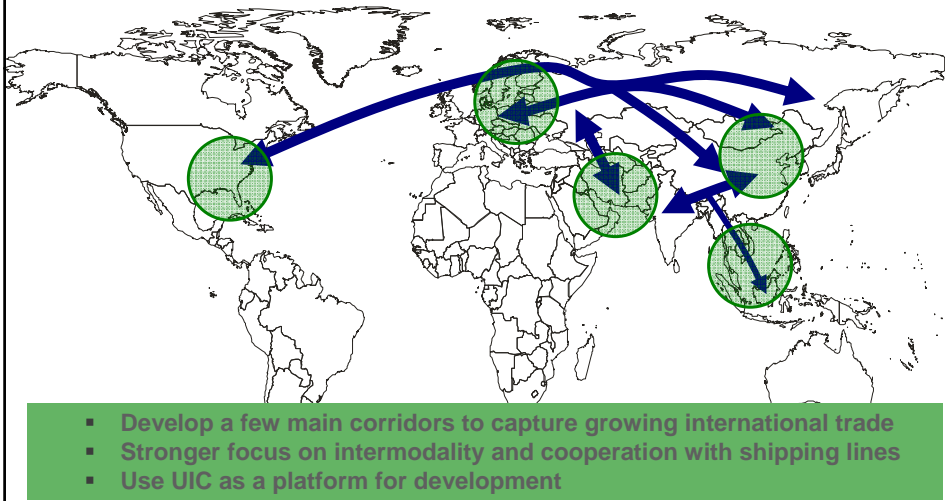 ▪ Develop a few main corridors to capture growing international trade
▪ Stronger focus on intermodality and cooperation with shipping lines
▪ Use UIC as a platform for development